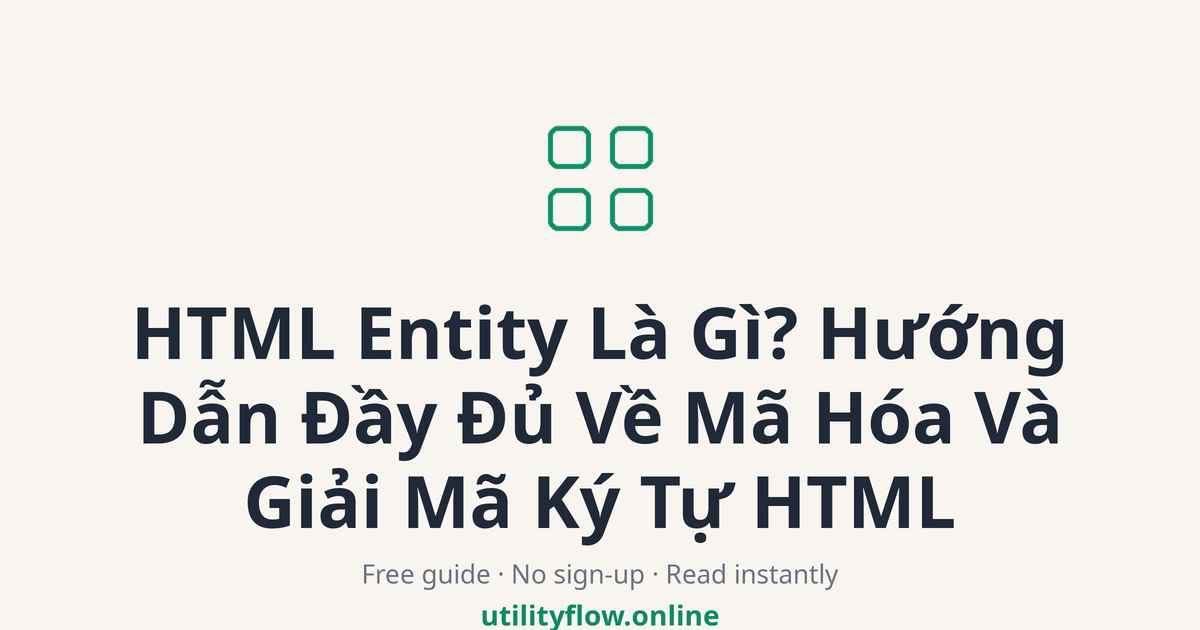 HTML Entity Là Gì? Hướng
Dẫn Đầy Đủ Về Mã Hóa Và
Giải Mã Ký Tự HTML
Free guide · No sign-up · Read instantly
utilityflow.online